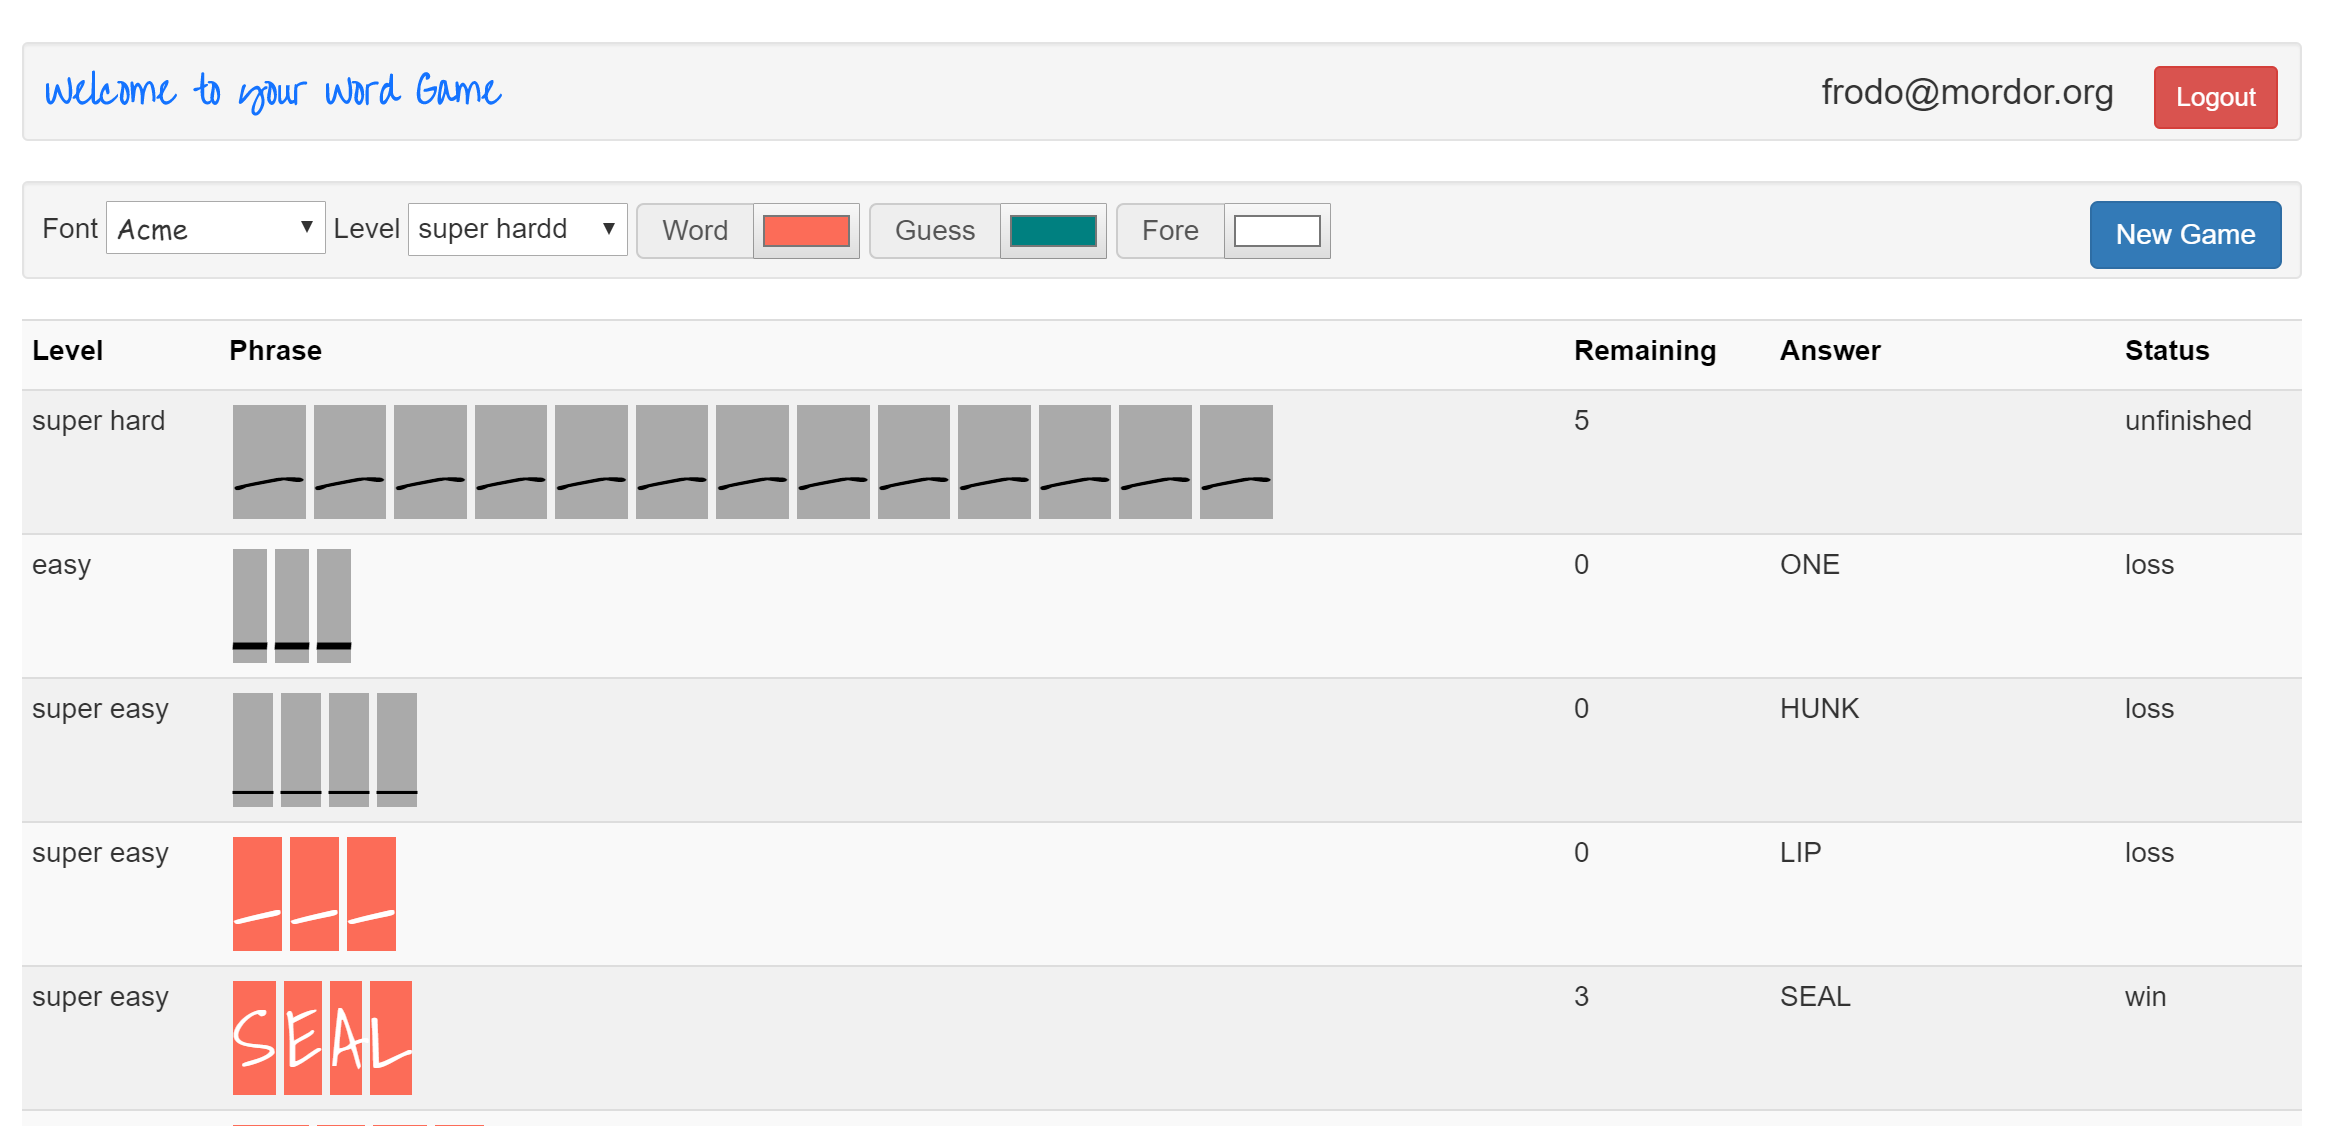 Welcome to your Word Game frodo@mordor.org Logout
Font Acme Level super hardd Word Guess Fore New Game
Level Phrase Remaining Answer Status
super hard _ _ _ _ _ _ _ _ _ _ _ _ _ 5 unfinished
easy _ _ _ 0 ONE loss
super easy _ _ _ _ 0 HUNK loss
super easy _ _ _ 0 LIP loss
super easy SEAL 3 SEAL win